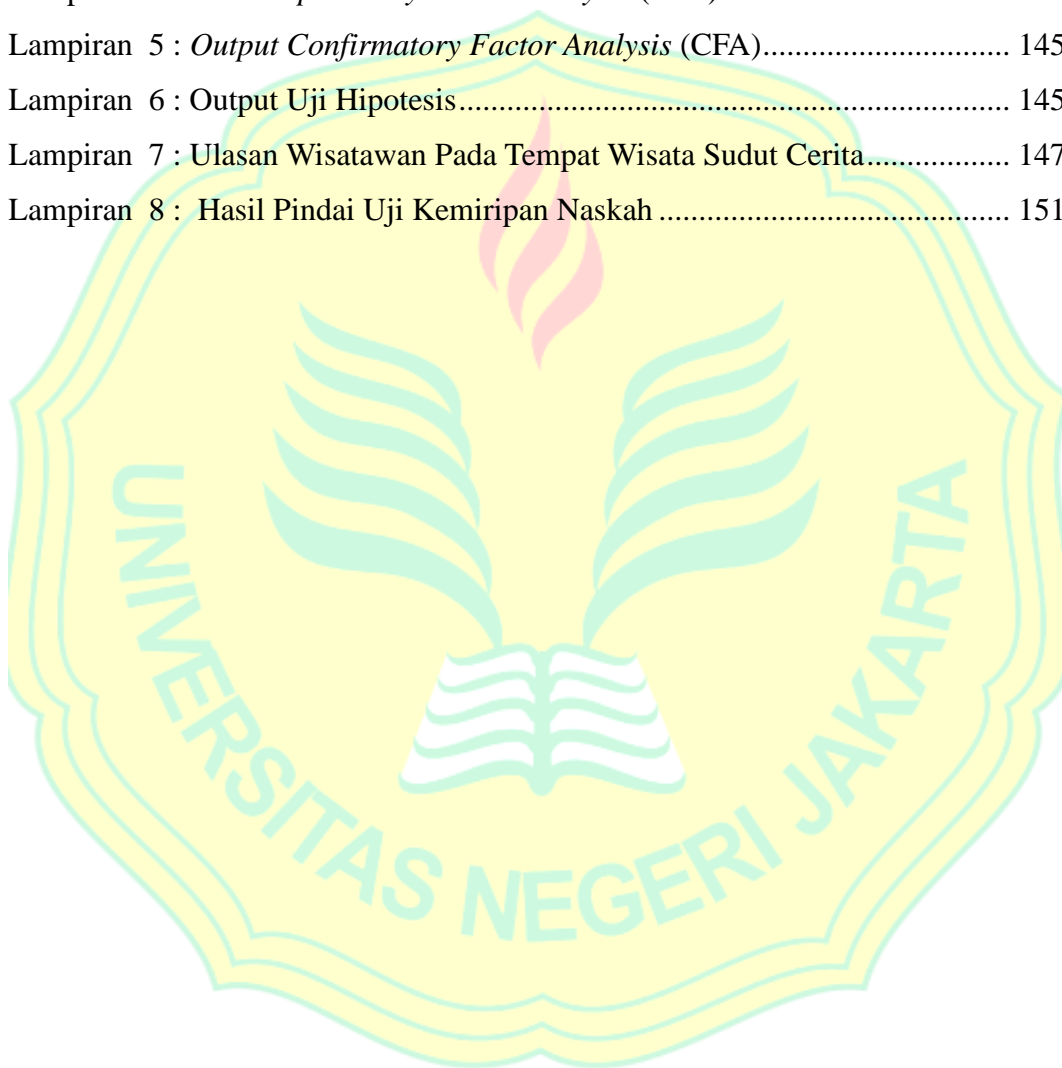 Lampiran 5 : Output Confirmatory Factor Analysis (CFA)................................ 145
Lampiran 6 : Output Uji Hipotesis..................................................................... 145
Lampiran 7 : Ulasan Wisatawan Pada Tempat Wisata Sudut Cerita.................. 147
Lampiran 8 : Hasil Pindai Uji Kemiripan Naskah ............................................ 151
UNIVERSITAS NEGERI JAKARTA